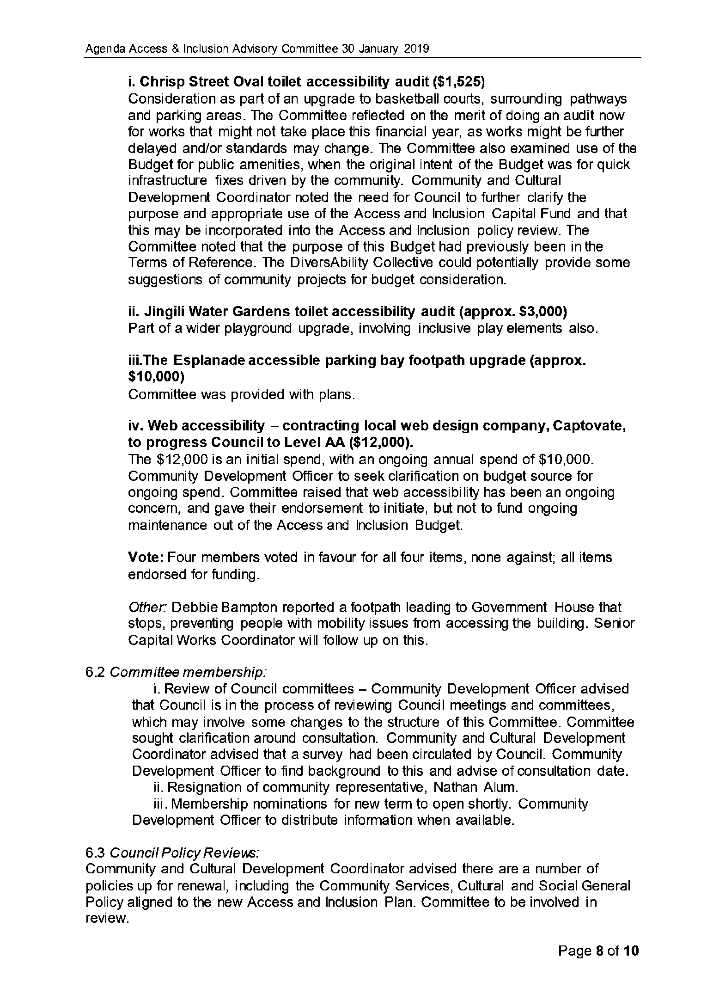 Agenda Access & Inclusion Advisory Committee 30 January 2019
i. Chrisp Street Oval toilet accessibility audit ($1,525)
Consideration as part of an upgrade to basketball courts, surrounding pathways
and parking areas. The Committee reflected on the merit of doing an audit now
for works that might not take place this financial year, as works might be further
delayed and/or standards may change. The Committee also examined use of the
Budget for public amenities, when the original intent of the Budget was for quick
infrastructure fixes driven by the community. Community and Cultural
Development Coordinator noted the need for Council to further clarify the
purpose and appropriate use of the Access and Inclusion Capital Fund and that
this may be incorporated into the Access and Inclusion policy review. The
Committee noted that the purpose of this Budget had previously been in the
Terms of Reference. The DiversAbility Collective could potentially provide some
suggestions of community projects for budget consideration.
ii. Jingili Water Gardens toilet accessibility audit (approx. $3,000)
Part of a wider playground upgrade, involving inclusive play elements also.
iii.The Esplanade accessible parking bay footpath upgrade (approx.
$10,000)
Committee was provided with plans.
iv. Web accessibility – contracting local web design company, Captovate,
to progress Council to Level AA ($12,000).
The $12,000 is an initial spend, with an ongoing annual spend of $10,000.
Community Development Officer to seek clarification on budget source for
ongoing spend. Committee raised that web accessibility has been an ongoing
concern, and gave their endorsement to initiate, but not to fund ongoing
maintenance out of the Access and Inclusion Budget.
Vote: Four members voted in favour for all four items, none against; all items
endorsed for funding.
Other: Debbie Bampton reported a footpath leading to Government House that
stops, preventing people with mobility issues from accessing the building. Senior
Capital Works Coordinator will follow up on this.
6.2 Committee membership:
i. Review of Council committees – Community Development Officer advised
that Council is in the process of reviewing Council meetings and committees,
which may involve some changes to the structure of this Committee. Committee
sought clarification around consultation. Community and Cultural Development
Coordinator advised that a survey had been circulated by Council. Community
Development Officer to find background to this and advise of consultation date.
ii. Resignation of community representative, Nathan Alum.
iii. Membership nominations for new term to open shortly. Community
Development Officer to distribute information when available.
6.3 Council Policy Reviews:
Community and Cultural Development Coordinator advised there are a number of
policies up for renewal, including the Community Services, Cultural and Social General
Policy aligned to the new Access and Inclusion Plan. Committee to be involved in
review.
Page 8 of 10